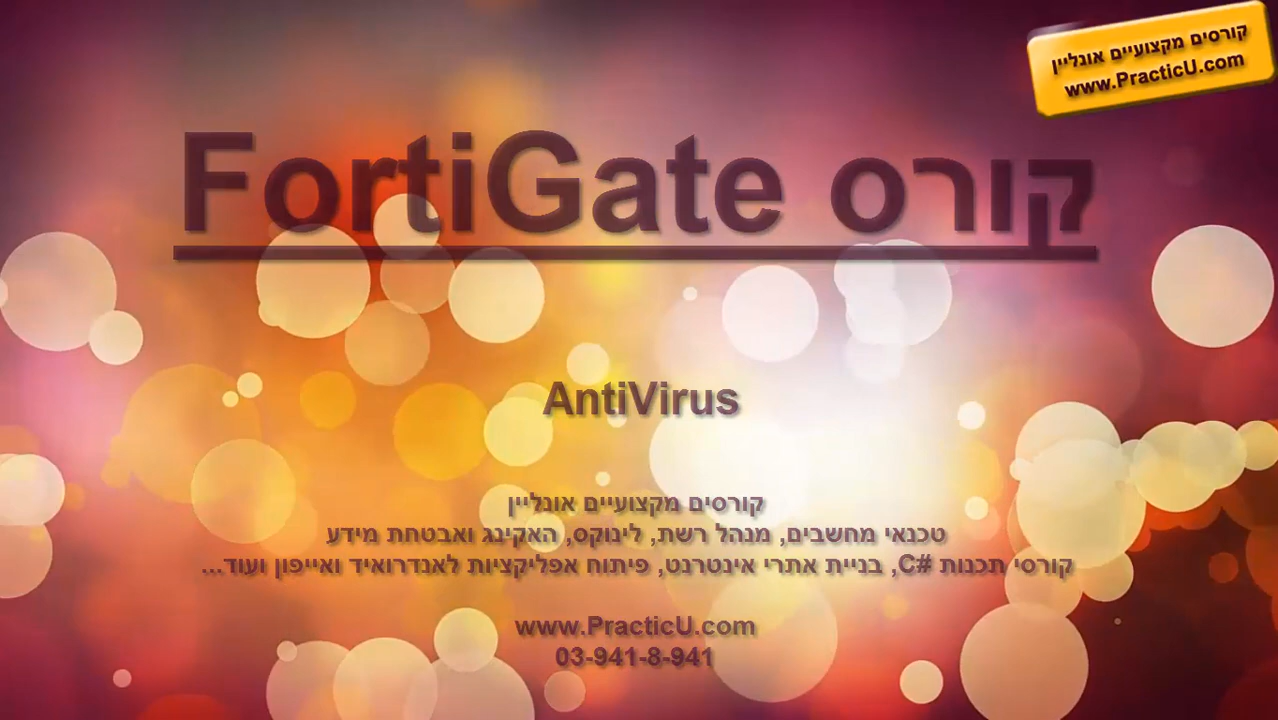 קורסים מקצועיים אונליין
www.PracticU.com
קורס FortiGate
AntiVirus
קורסים מקצועיים אונליין
טכנאי מחשבים, מנהל רשת, לינוקס, האקינג ואבטחת מידע
קורסי תכנות C#, בניית אתרי אינטרנט, פיתוח אפליקציות לאנדרואיד ואייפון ועוד...
www.PracticU.com
03-941-8-941